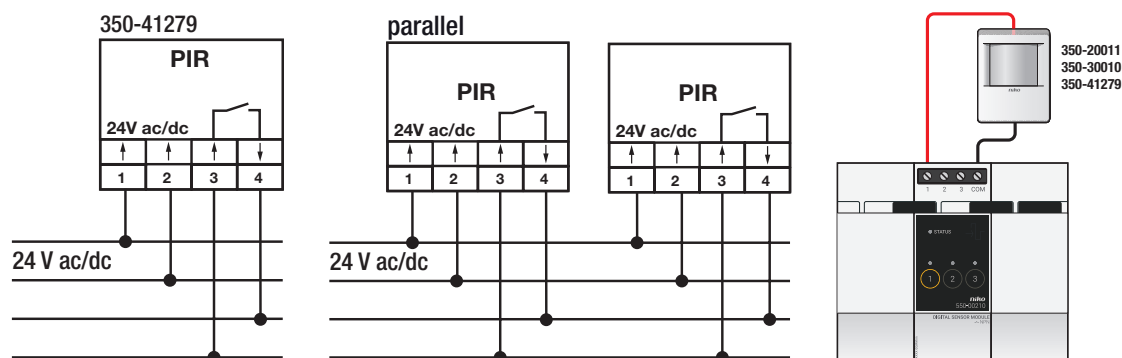 350-41279
PIR
24V ac/dc
1 2 3 4
24 V ac/dc
parallel
PIR
24V ac/dc
1 2 3 4
PIR
24V ac/dc
1 2 3 4
24 V ac/dc
350-20011
350-30010
350-41279
niko
1 2 3 COM
STATUS
1 2 3
niko
550-00210
DIGITAL SENSOR MODULE